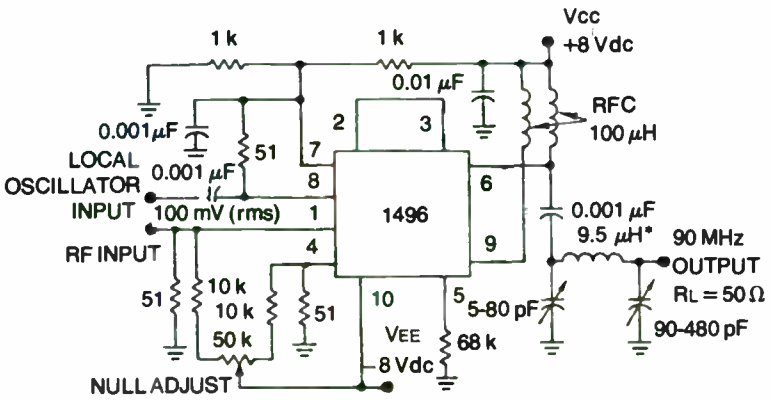 Vcc
+8 Vdc
1 k
1 k
0.01 µF
RFC
100 µH
0.001 µF
51
2
3
7
8
6
LOCAL
OSCILLATOR
INPUT
0.001 µF
100 mV (rms)
1
1496
0.001 µF
9.5 µH*
90 MHz
OUTPUT
RL = 50 Ω
RF INPUT
4
9
10
5
5-80 pF
90-480 pF
51
10 k
10 k
51
50 k
VEE
-8 Vdc
68 k
NULL ADJUST